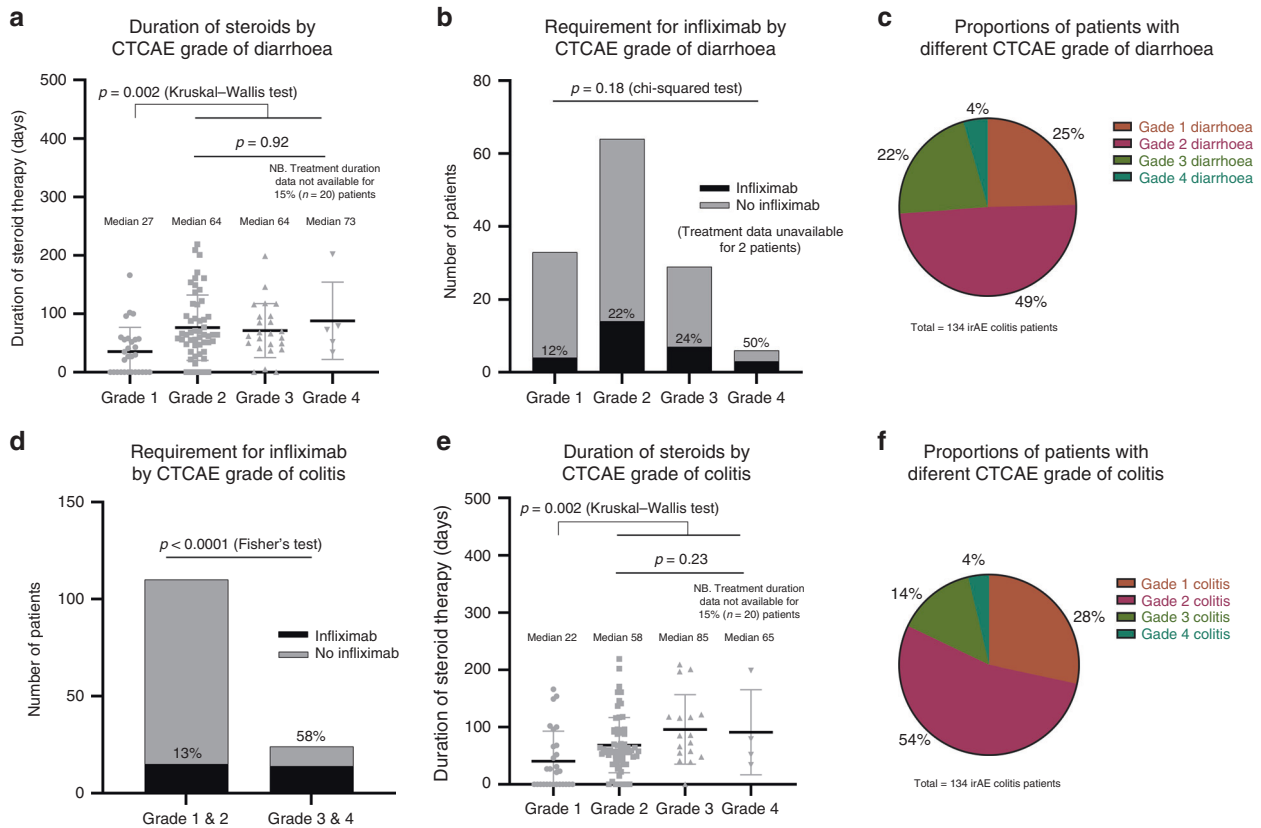 a
Duration of steroids by
CTCAE grade of diarrhoea
Duration of steroid therapy (days)
500
400
300
200
100
0
p = 0.002 (Kruskal–Wallis test)
p = 0.92
NB. Treatment duration
data not available for
15% (n = 20) patients
Median 27 Median 64 Median 64 Median 73
Grade 1 Grade 2 Grade 3 Grade 4
b
Requirement for infliximab by
CTCAE grade of diarrhoea
Number of patients
80
60
40
20
0
p = 0.18 (chi-squared test)
Infliximab
No infliximab
(Treatment data unavailable
for 2 patients)
12% 22% 24% 50%
Grade 1 Grade 2 Grade 3 Grade 4
c
Proportions of patients with
different CTCAE grade of diarrhoea
4%
25%
22%
49%
Gade 1 diarrhoea
Gade 2 diarrhoea
Gade 3 diarrhoea
Gade 4 diarrhoea
Total = 134 irAE colitis patients
d
Requirement for infliximab
by CTCAE grade of colitis
Number of patients
150
100
50
0
p < 0.0001 (Fisher's test)
Infliximab
No infliximab
13% 58%
Grade 1 & 2 Grade 3 & 4
e
Duration of steroids by
CTCAE grade of colitis
Duration of steroid therapy (days)
500
400
300
200
100
0
p = 0.002 (Kruskal–Wallis test)
p = 0.23
NB. Treatment duration
data not available for
15% (n = 20) patients
Median 22 Median 58 Median 85 Median 65
Grade 1 Grade 2 Grade 3 Grade 4
f
Proportions of patients with
diferent CTCAE grade of colitis
4%
14%
28%
54%
Gade 1 colitis
Gade 2 colitis
Gade 3 colitis
Gade 4 colitis
Total = 134 irAE colitis patients